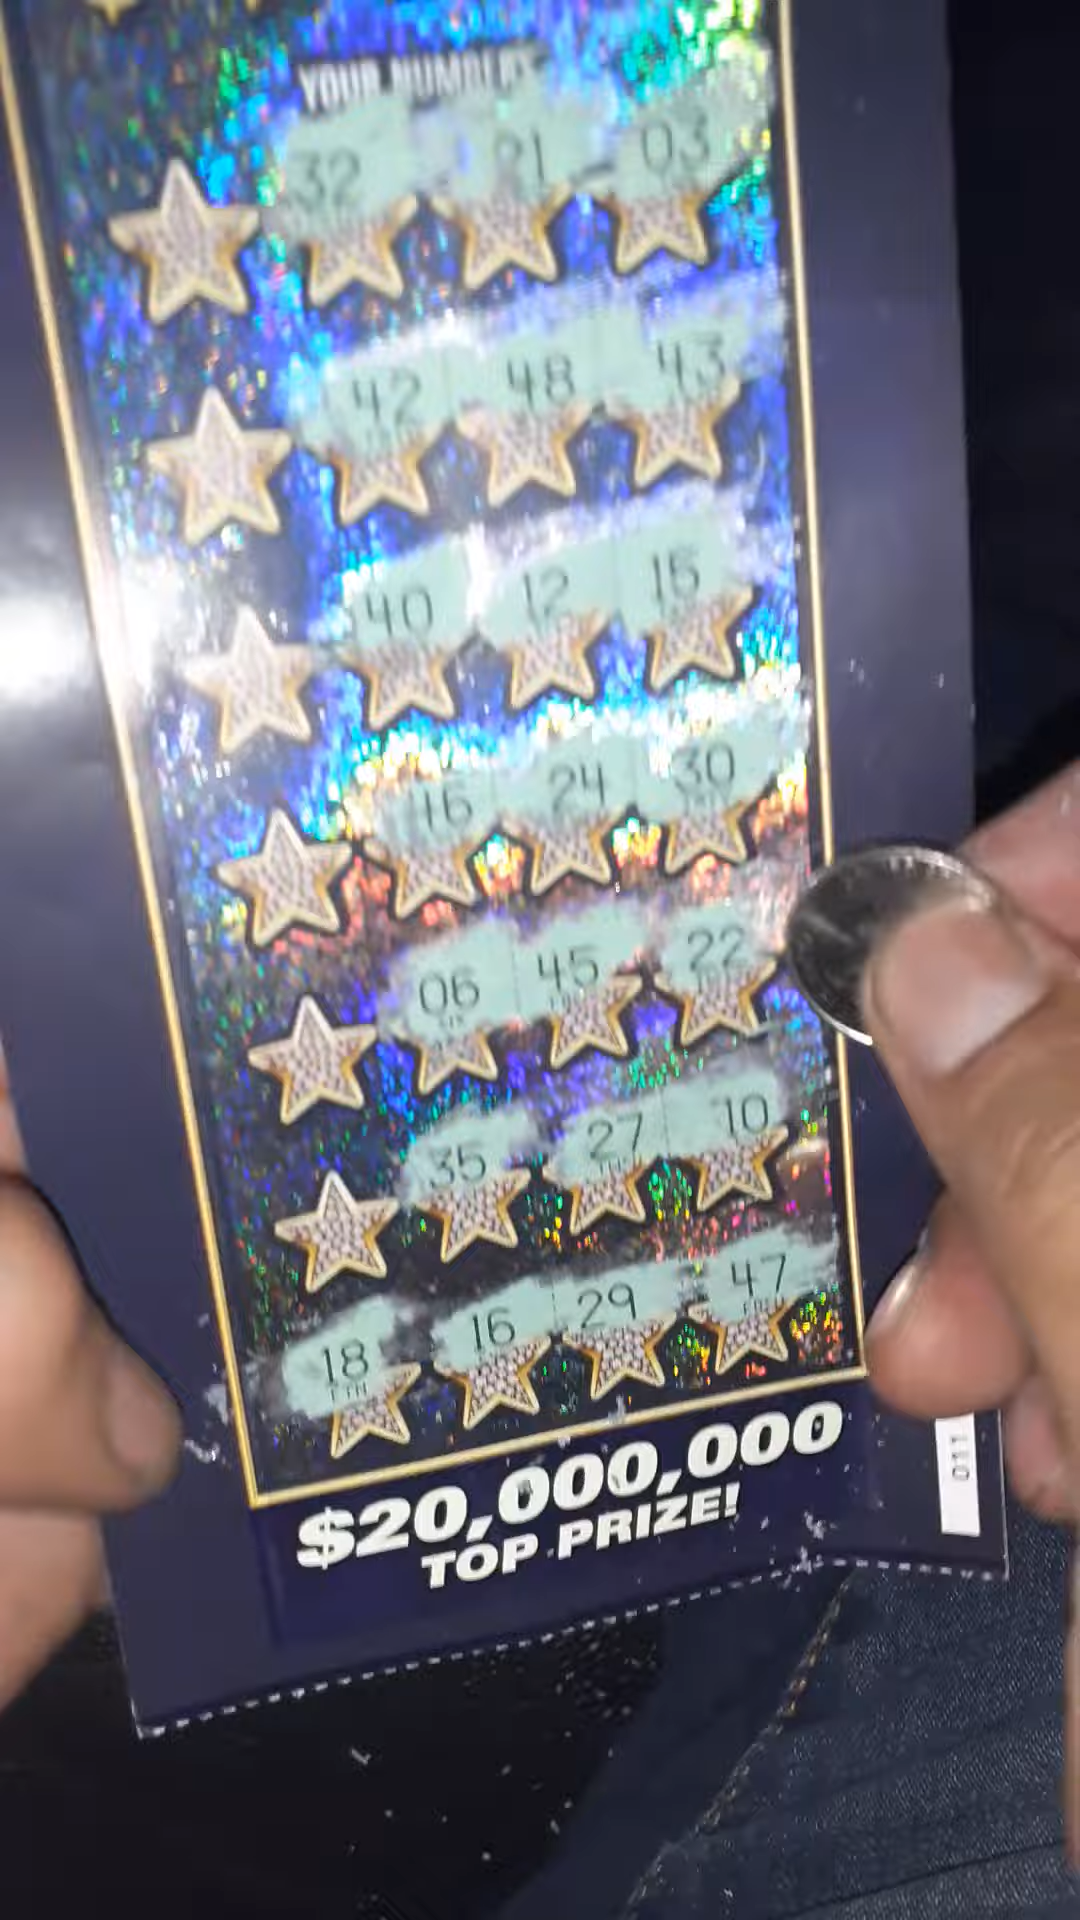 YOUR NUMBERS
32 21 03
42 48 43
40 12 15
46 24 30
06 45 22
35 27 10
18 16 29 47
$20,000,000
TOP PRIZE!
011